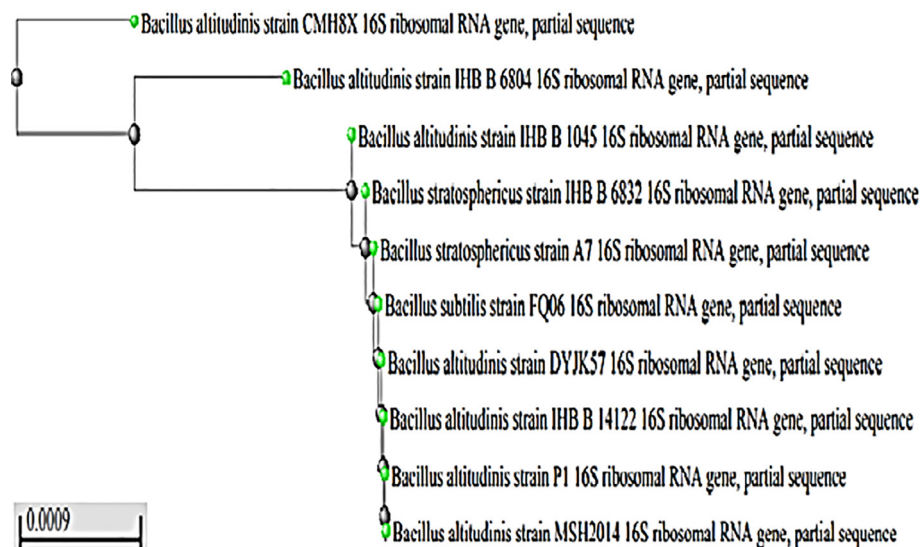 Bacillus altitudinis strain CMH8X 16S ribosomal RNA gene, partial sequence
Bacillus altitudinis strain IHB B 6804 16S ribosomal RNA gene, partial sequence
Bacillus altitudinis strain IHB B 1045 16S ribosomal RNA gene, partial sequence
Bacillus stratosphericus strain IHB B 6832 16S ribosomal RNA gene, partial sequence
Bacillus stratosphericus strain A7 16S ribosomal RNA gene, partial sequence
Bacillus subtilis strain FQ06 16S ribosomal RNA gene, partial sequence
Bacillus altitudinis strain DYJK57 16S ribosomal RNA gene, partial sequence
Bacillus altitudinis strain IHB B 14122 16S ribosomal RNA gene, partial sequence
Bacillus altitudinis strain P1 16S ribosomal RNA gene, partial sequence
Bacillus altitudinis strain MSH2014 16S ribosomal RNA gene, partial sequence
0.0009